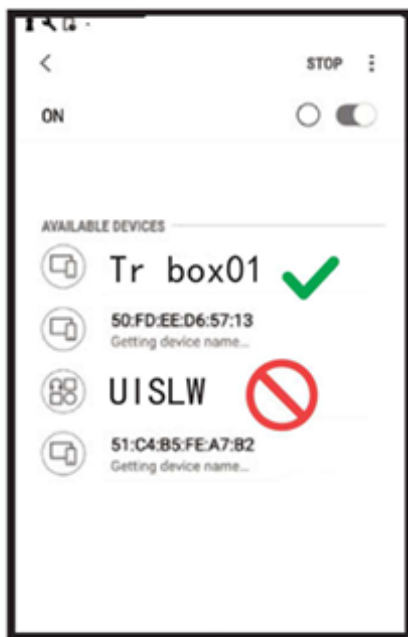 STOP
ON
AVAILABLE DEVICES
Tr box01
50:FD:EE:D6:57:13
Getting device name...
UISLW
51:C4:B5:FE:A7:B2
Getting device name...